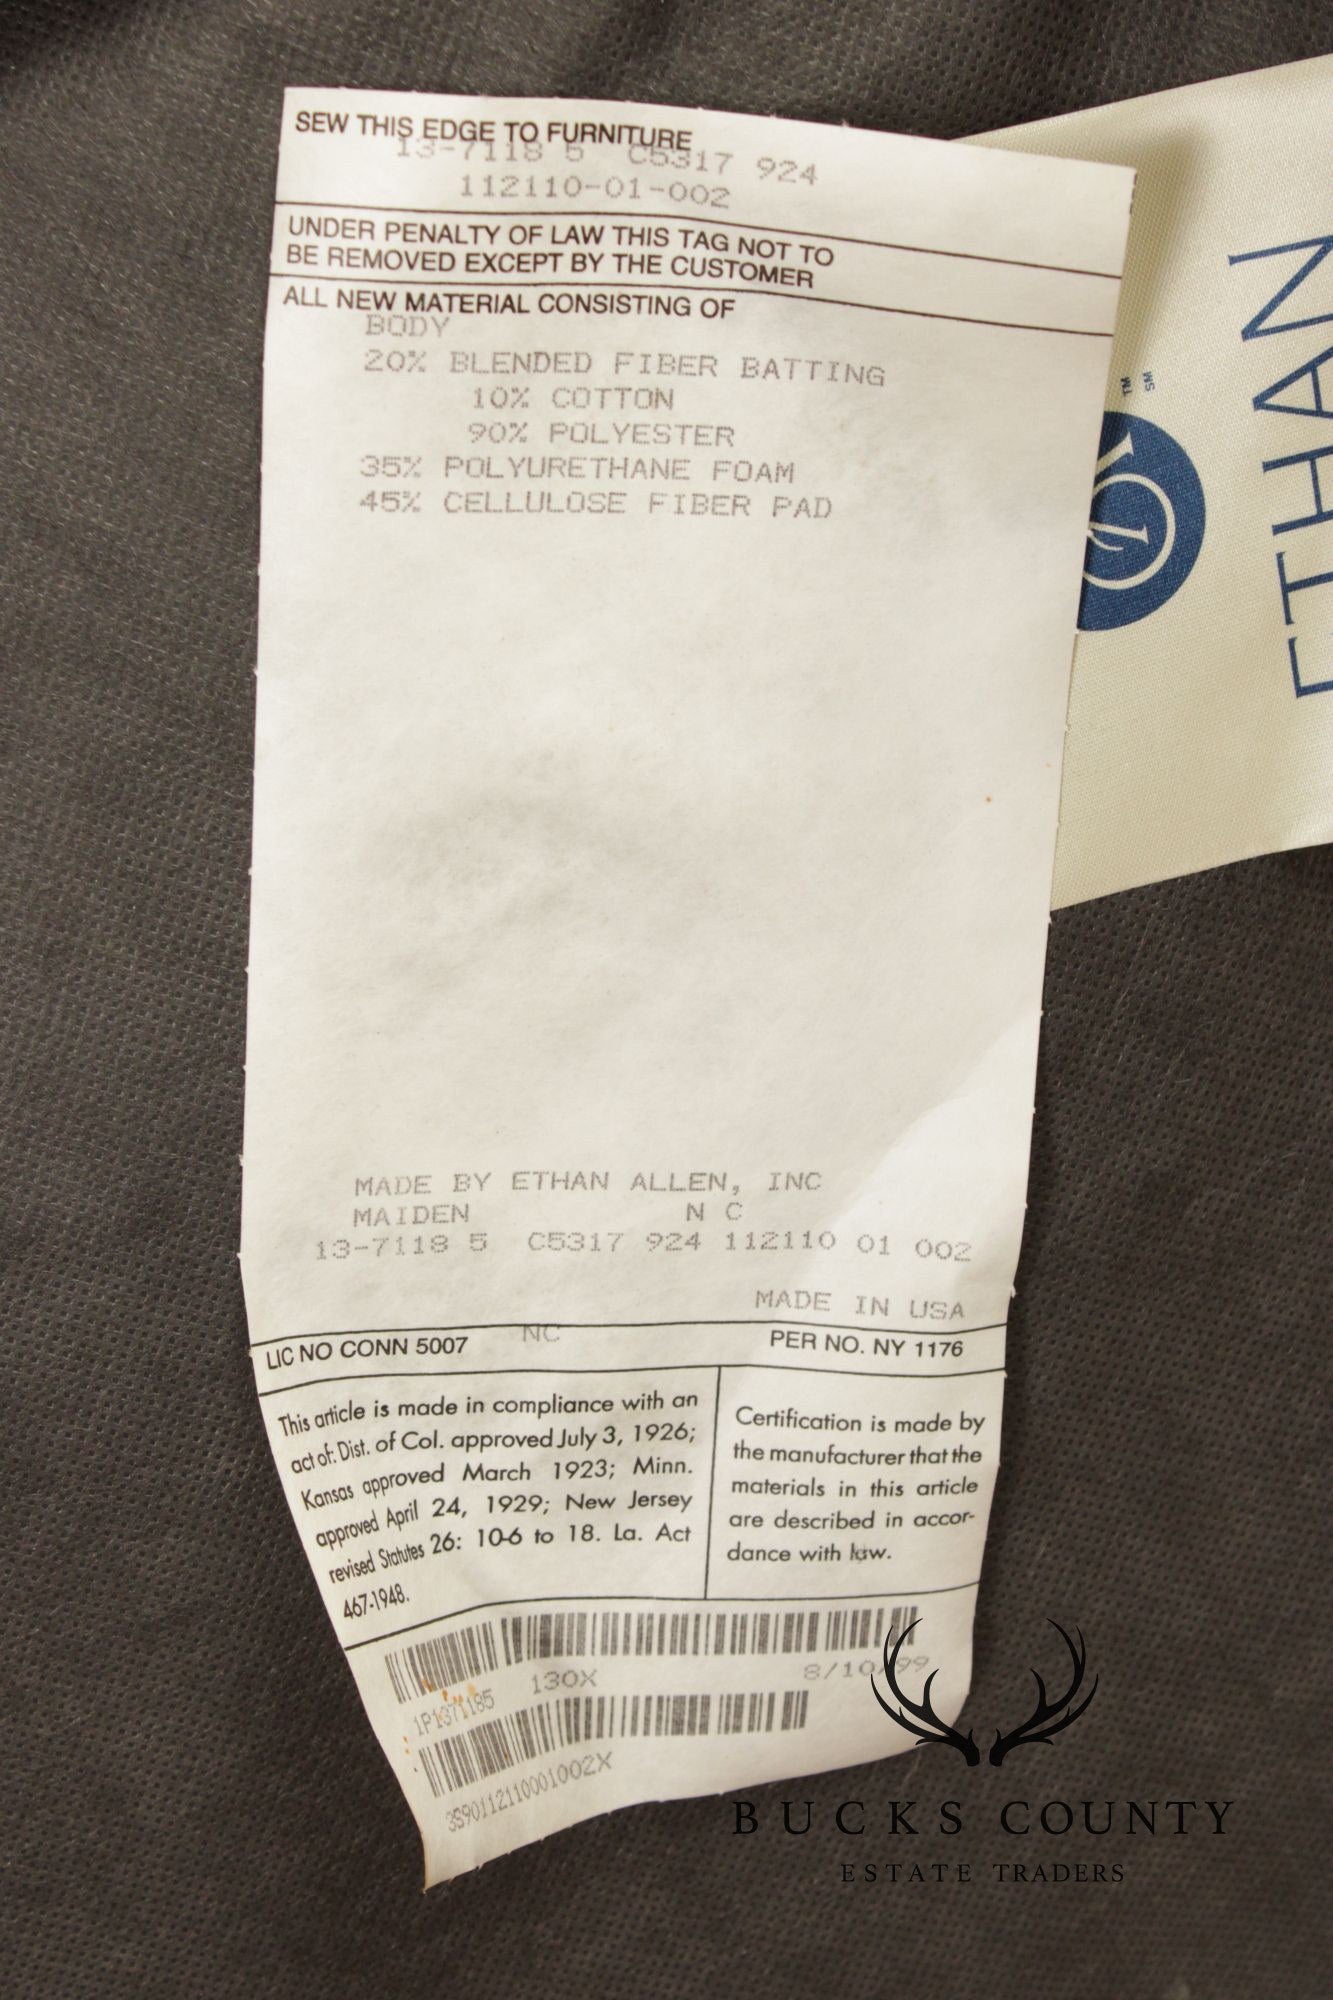 SEW THIS EDGE TO FURNITURE
13-7118 5 C5317 924
112110-01-002
UNDER PENALTY OF LAW THIS TAG NOT TO
BE REMOVED EXCEPT BY THE CUSTOMER
ALL NEW MATERIAL CONSISTING OF
BODY
20% BLENDED FIBER BATTING
10% COTTON
90% POLYESTER
35% POLYURETHANE FOAM
45% CELLULOSE FIBER PAD
MADE BY ETHAN ALLEN, INC
MAIDEN N C
13-7118 5 C5317 924 112110 01 002
MADE IN USA
NC
LIC NO CONN 5007 PER NO. NY 1176
This article is made in compliance with an
act of: Dist. of Col. approved July 3, 1926;
Kansas approved March 1923; Minn.
approved April 24, 1929; New Jersey
revised Statutes 26: 10-6 to 18. La. Act
467-1948.
Certification is made by
the manufacturer that the
materials in this article
are described in accor-
dance with law.
1P1371185 130X 8/10/99
3S90112110001002X
ETHAN
TM
SM
BUCKS COUNTY
ESTATE TRADERS